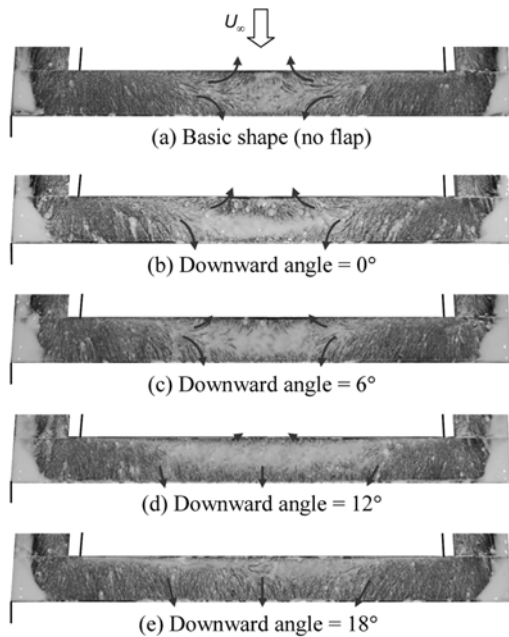 U∞
(a) Basic shape (no flap)
(b) Downward angle = 0°
(c) Downward angle = 6°
(d) Downward angle = 12°
(e) Downward angle = 18°